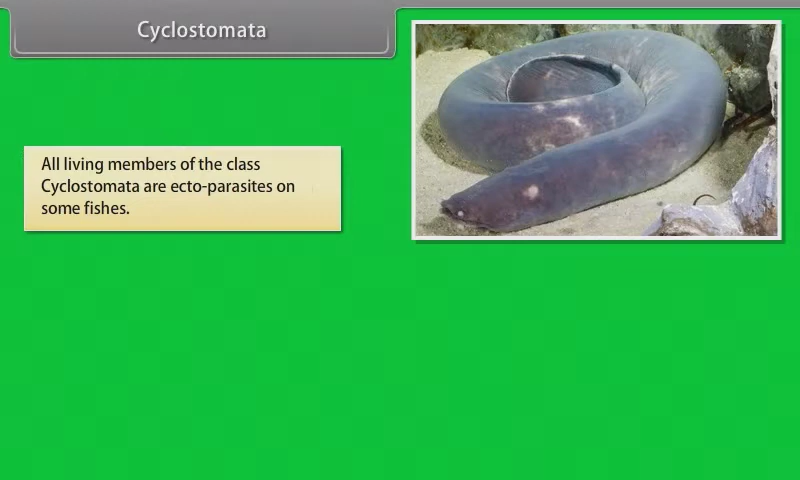 Cyclostomata
All living members of the class
Cyclostomata are ecto-parasites on
some fishes.